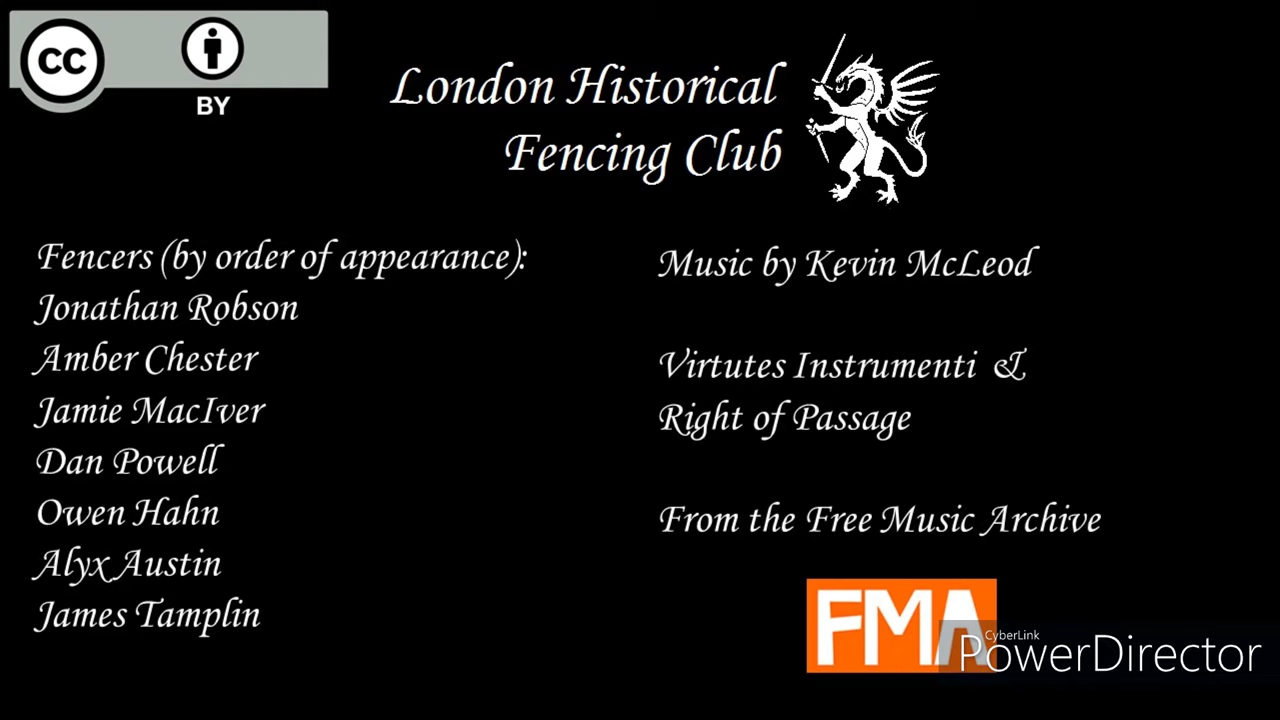 CC
BY
London Historical
Fencing Club
Fencers (by order of appearance):
Jonathan Robson
Amber Chester
Jamie MacIver
Dan Powell
Owen Hahn
Alyx Austin
James Tamplin
Music by Kevin McLeod
Virtutes Instrumenti &
Right of Passage
From the Free Music Archive
FMA
CyberLink
PowerDirector